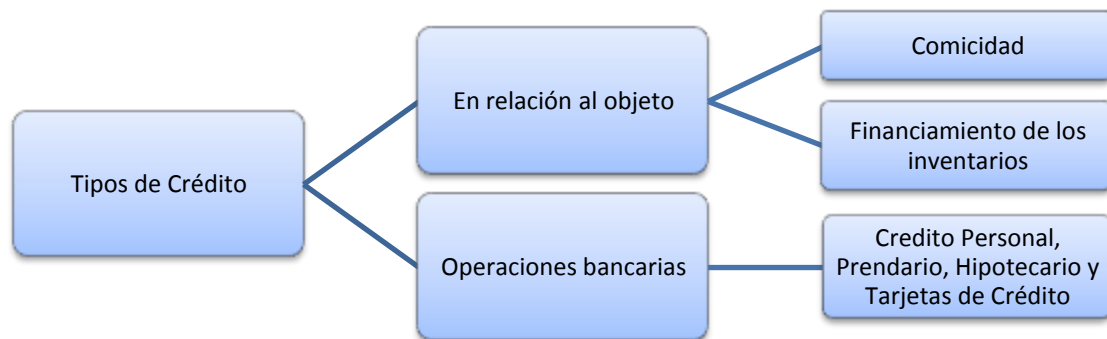 Tipos de Crédito
En relación al objeto
Comicidad
Financiamiento de los
inventarios
Operaciones bancarias
Credito Personal,
Prendario, Hipotecario y
Tarjetas de Crédito